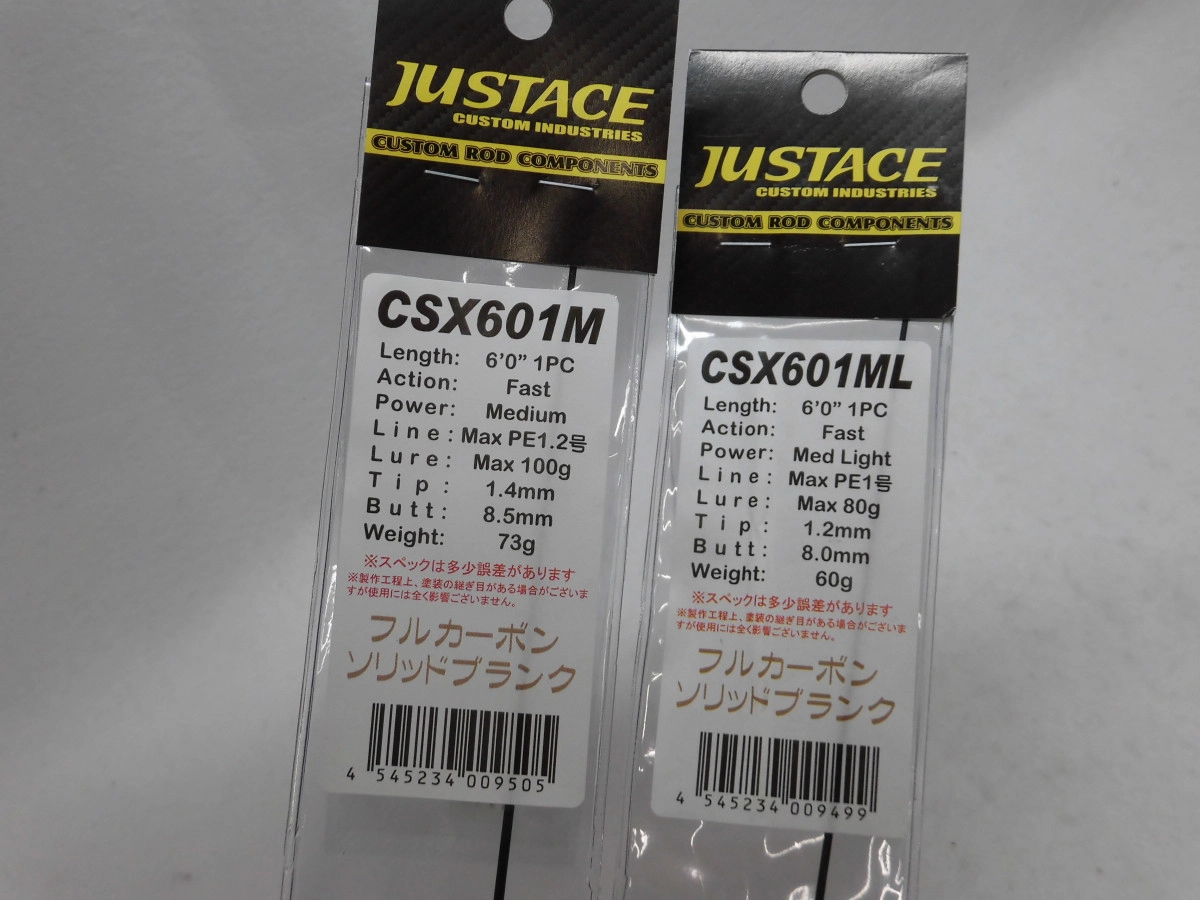 JUSTACE
CUSTOM INDUSTRIES
CUSTOM ROD COMPONENTS
CSX601M
Length: 6'0" 1PC
Action: Fast
Power: Medium
Line: Max PE1.2号
Lure: Max 100g
Tip: 1.4mm
Butt: 8.5mm
Weight: 73g
※スペックは多少誤差があります
※製作工程上、塗装の継ぎ目がある場合がございま
すが使用には全く影響ございません。
フルカーボン
ソリッドブランク
4 545234 009505
JUSTACE
CUSTOM INDUSTRIES
CUSTOM ROD COMPONENTS
CSX601ML
Length: 6'0" 1PC
Action: Fast
Power: Med Light
Line: Max PE1号
Lure: Max 80g
Tip: 1.2mm
Butt: 8.0mm
Weight: 60g
※スペックは多少誤差があります
※製作工程上、塗装の継ぎ目がある場合がございま
すが使用には全く影響ございません。
フルカーボン
ソリッドブランク
4 545234 009499